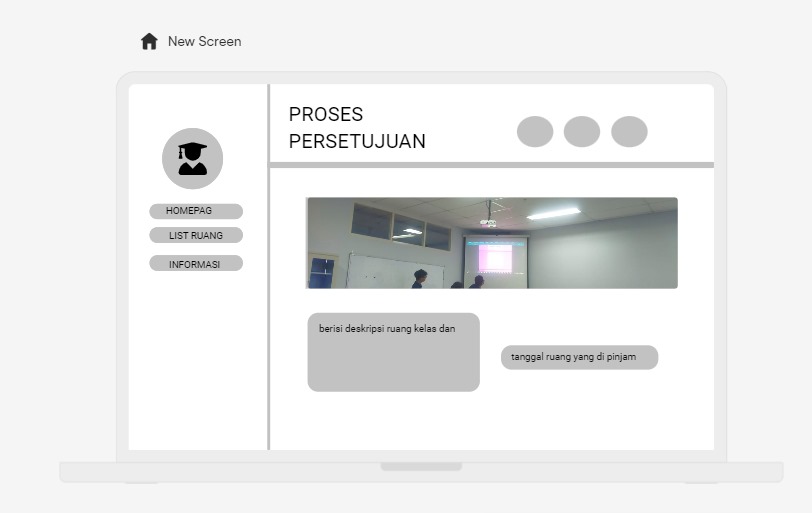 New Screen
PROSES
PERSETUJUAN
HOMEPAG
LIST RUANG
INFORMASI
berisi deskripsi ruang kelas dan
tanggal ruang yang di pinjam